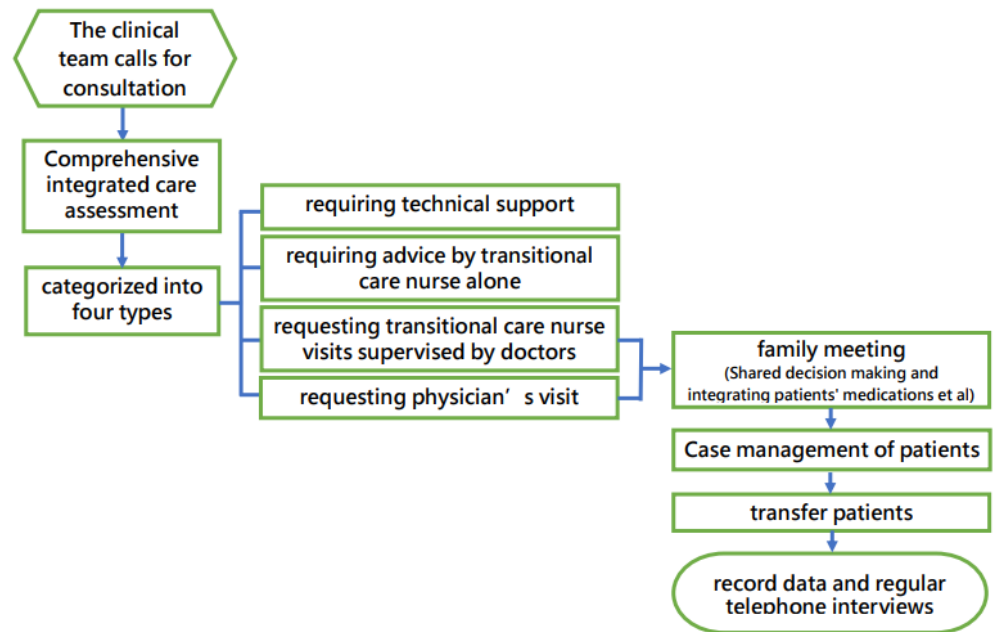 The clinical
team calls for
consultation
Comprehensive
integrated care
assessment
categorized into
four types
requiring technical support
requiring advice by transitional
care nurse alone
requesting transitional care nurse
visits supervised by doctors
requesting physician’s visit
family meeting
(Shared decision making and
integrating patients' medications et al)
Case management of patients
transfer patients
record data and regular
telephone interviews